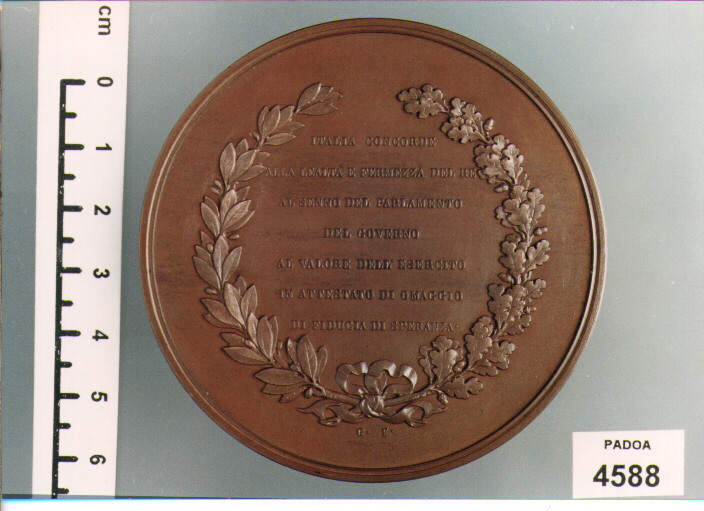 cm
0
1
2
3
4
5
6
ITALIA CONCORDE
ALLA LEALTÀ E FERMEZZA DEL RE
AL SENNO DEL PARLAMENTO
DEL GOVERNO
AL VALORE DELL'ESERCITO
IN ATTESTATO DI OMAGGIO
DI FIDUCIA DI SPERANZA
G. F.
PADOA
4588